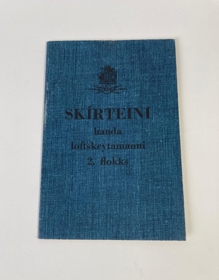 SKÍRTEINI
handa
loftskeytamanni
2. flokks